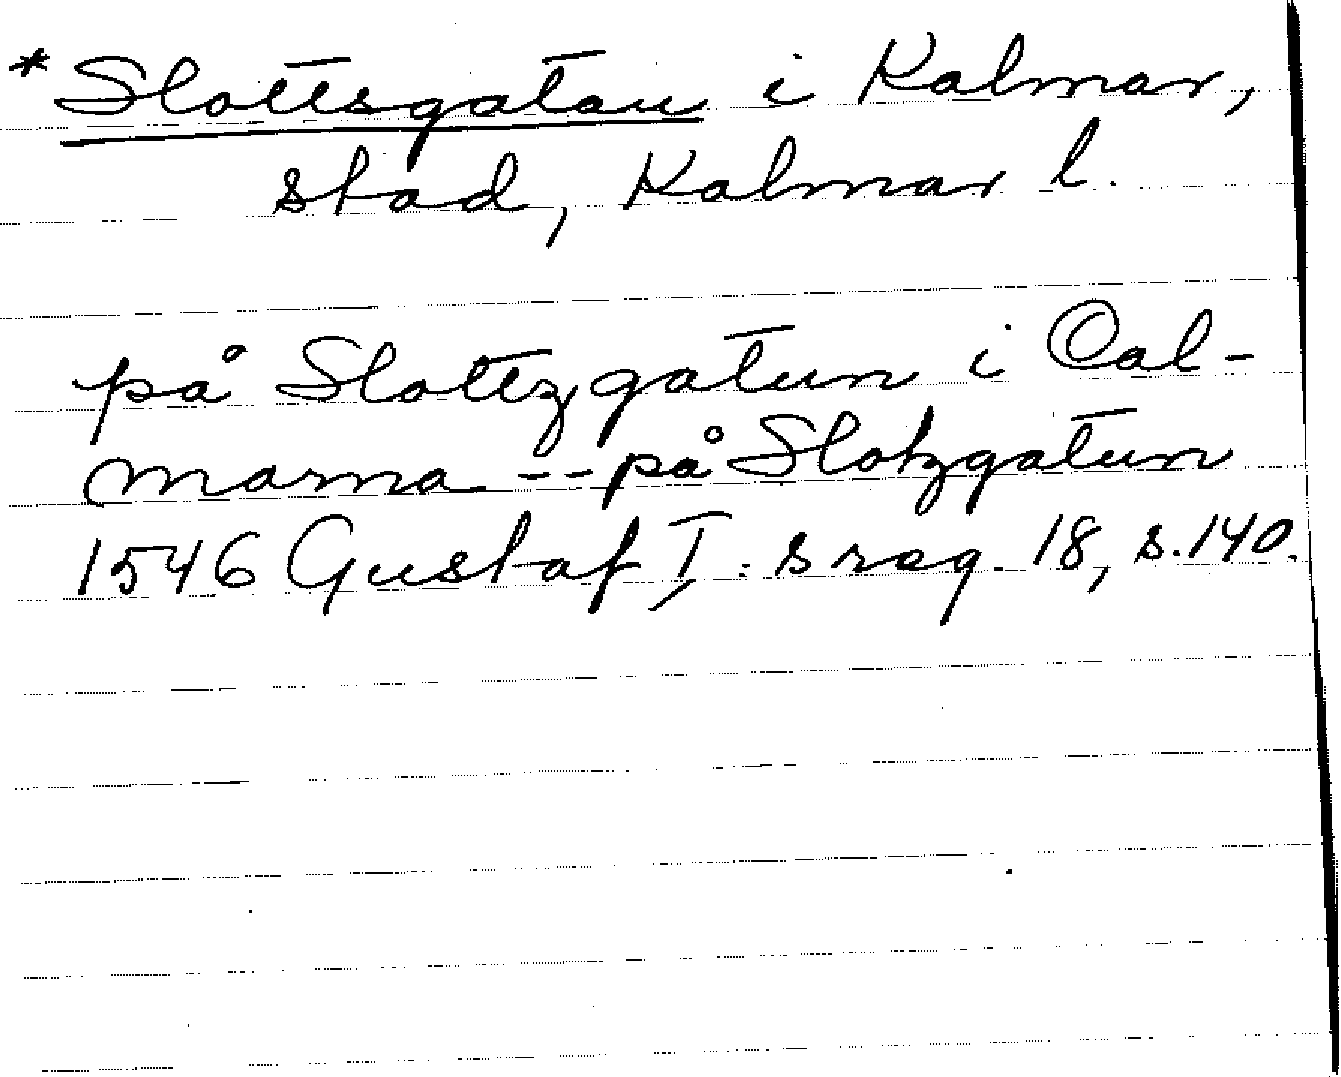 *Slottsgatan i Kalmar,
stad, Kalmar l.
på Slottzgatun i Cal-
marna -- på Slotzgatun
1546 Gustaf I:s reg. 18, s. 140.